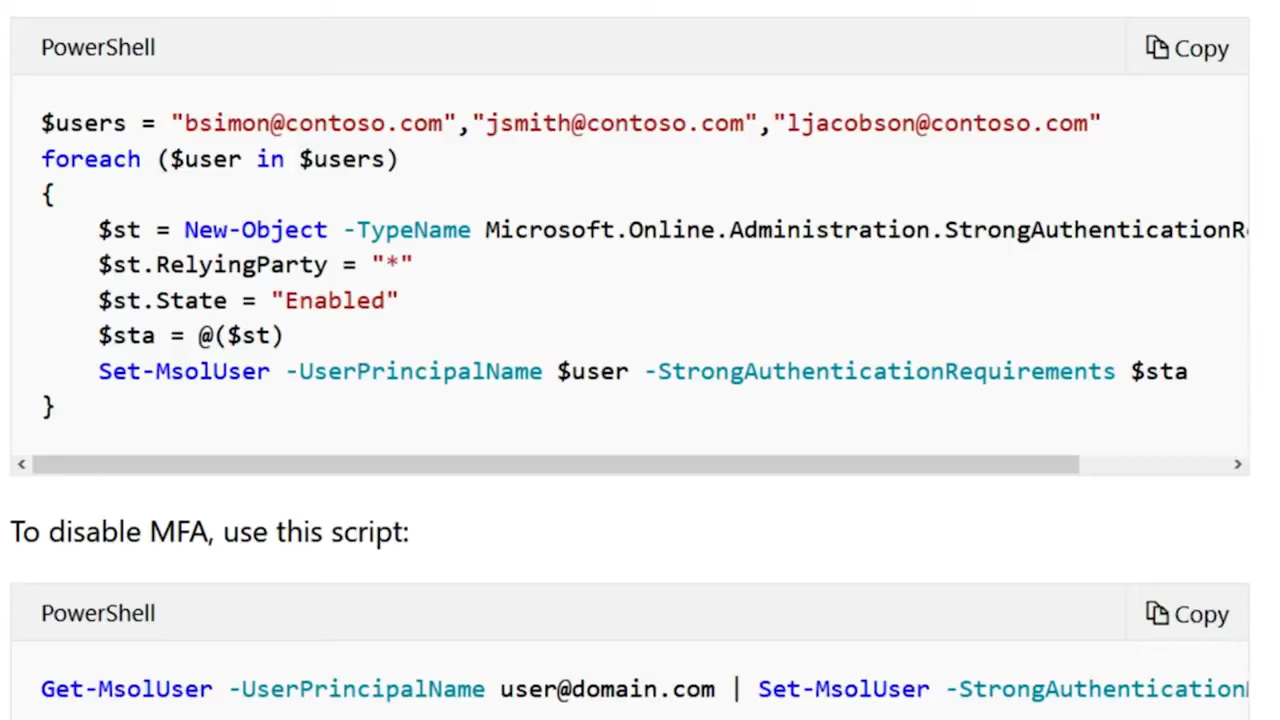 PowerShell
Copy
$users = "bsimon@contoso.com","jsmith@contoso.com","ljacobson@contoso.com"
foreach ($user in $users)
{
    $st = New-Object -TypeName Microsoft.Online.Administration.StrongAuthenticationR
    $st.RelyingParty = "*"
    $st.State = "Enabled"
    $sta = @($st)
    Set-MsolUser -UserPrincipalName $user -StrongAuthenticationRequirements $sta
}
To disable MFA, use this script:
PowerShell
Copy
Get-MsolUser -UserPrincipalName user@domain.com | Set-MsolUser -StrongAuthentication